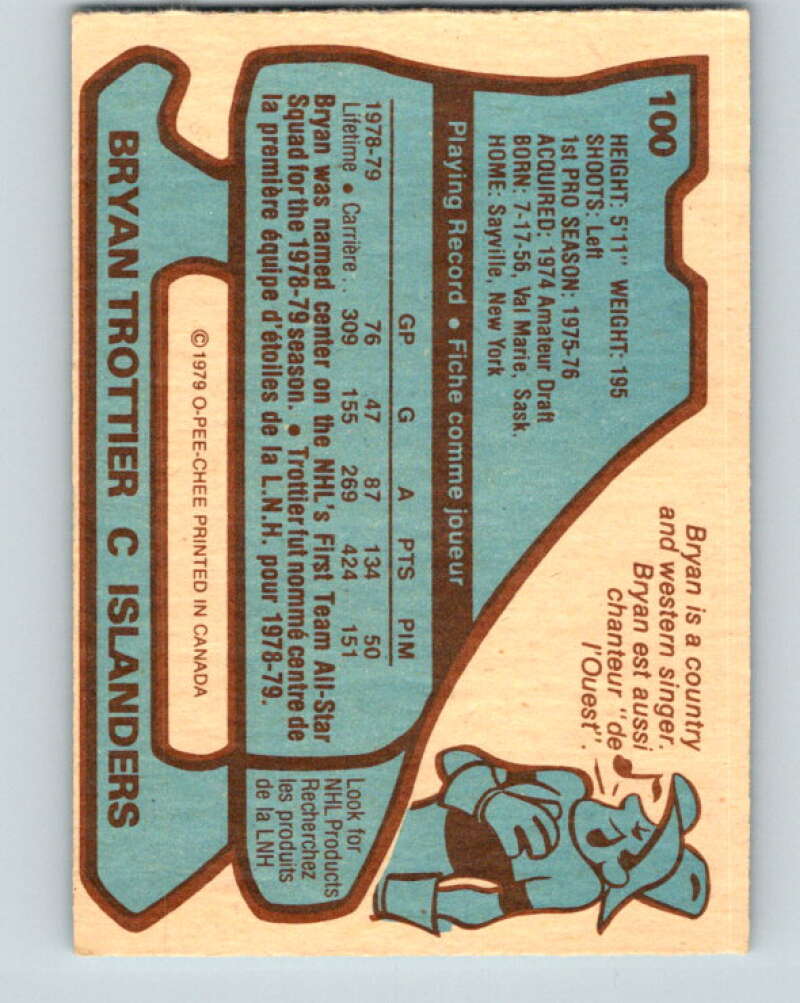 100
HEIGHT: 5'11" WEIGHT: 195
SHOOTS: Left
1st PRO SEASON: 1975-76
ACQUIRED: 1974 Amateur Draft
BORN: 7-17-56, Val Marie, Sask.
HOME: Sayville, New York
Bryan is a country
and western singer.
Bryan est aussi
chanteur "de
l'Ouest".
Playing Record • Fiche comme joueur
GP G A PTS PIM
1978-79 76 47 87 134 50
Lifetime • Carrière . . 309 155 269 424 151
Bryan was named center on the NHL's First Team All-Star
Squad for the 1978-79 season. • Trottier fut nommé centre de
la première équipe d'étoiles de la L.N.H. pour 1978-79.
Look for
NHL Products
Recherchez
les produits
de la LNH
©1979 O-PEE-CHEE PRINTED IN CANADA
BRYAN TROTTIER C ISLANDERS